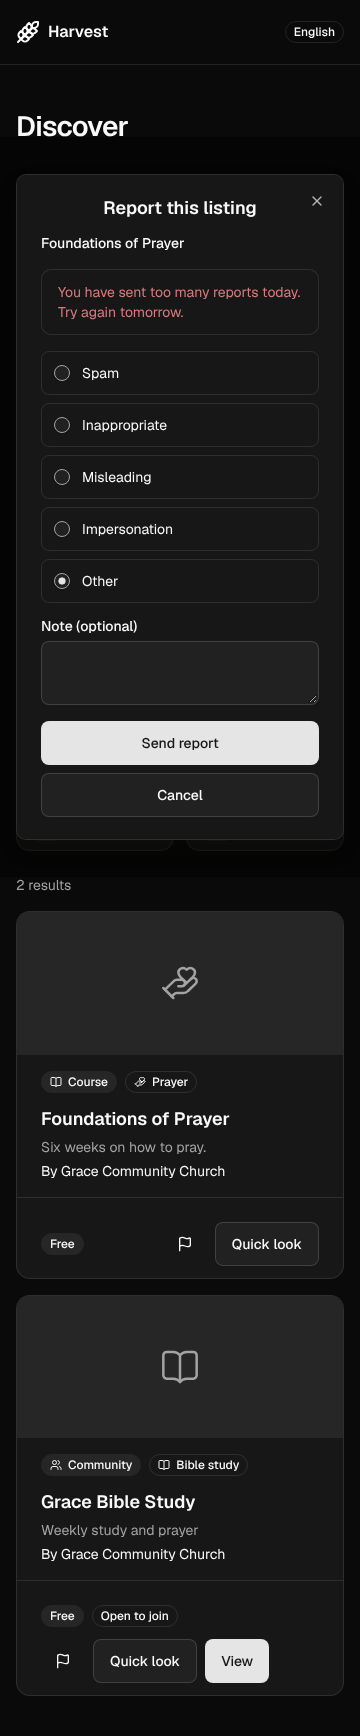 Harvest
English
Discover
Report this listing
Foundations of Prayer
You have sent too many reports today.
Try again tomorrow.
Spam
Inappropriate
Misleading
Impersonation
Other
Note (optional)
Send report
Cancel
2 results
Course
Prayer
Foundations of Prayer
Six weeks on how to pray.
By Grace Community Church
Free
Quick look
Community
Bible study
Grace Bible Study
Weekly study and prayer
By Grace Community Church
Free
Open to join
Quick look
View